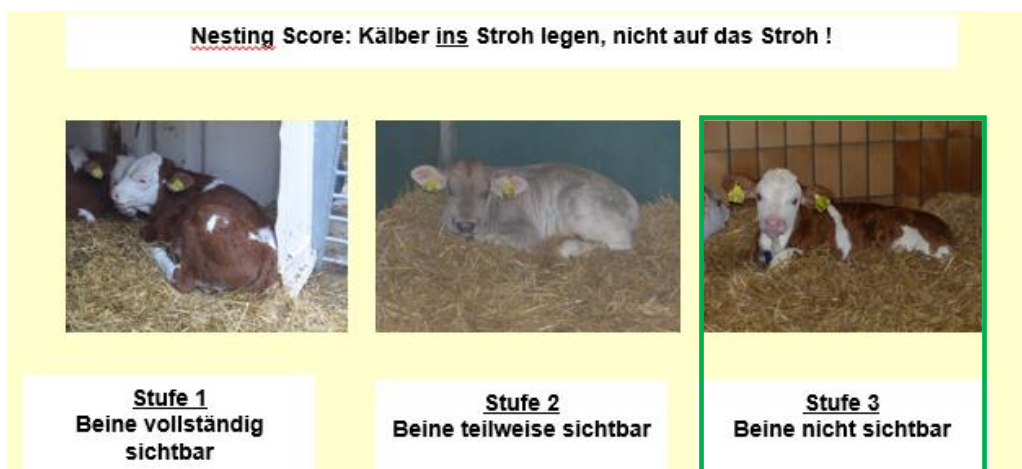 Nesting Score: Kälber ins Stroh legen, nicht auf das Stroh !
Stufe 1
Beine vollständig
sichtbar
Stufe 2
Beine teilweise sichtbar
Stufe 3
Beine nicht sichtbar